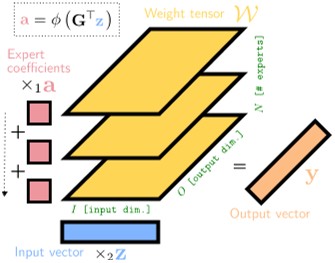 a = ϕ (G⊤z)
Weight tensor 𝒲
Expert
coefficients
×₁a
+
+
N [# experts]
O [output dim.]
I [input dim.]
=
y
Output vector
Input vector ×₂z